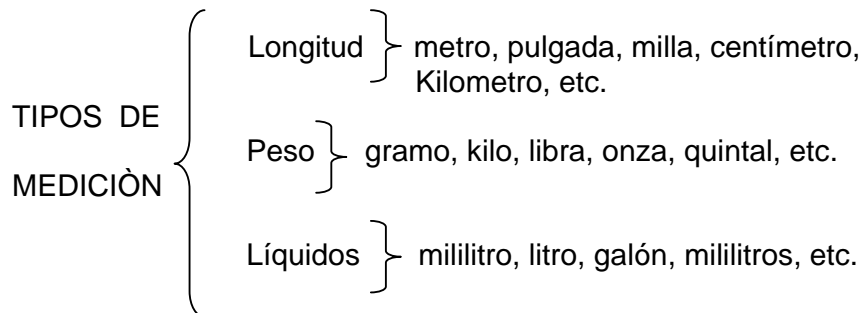 Longitud metro, pulgada, milla, centímetro,
Kilometro, etc.
TIPOS DE
MEDICIÒN
Peso gramo, kilo, libra, onza, quintal, etc.
Líquidos mililitro, litro, galón, mililitros, etc.